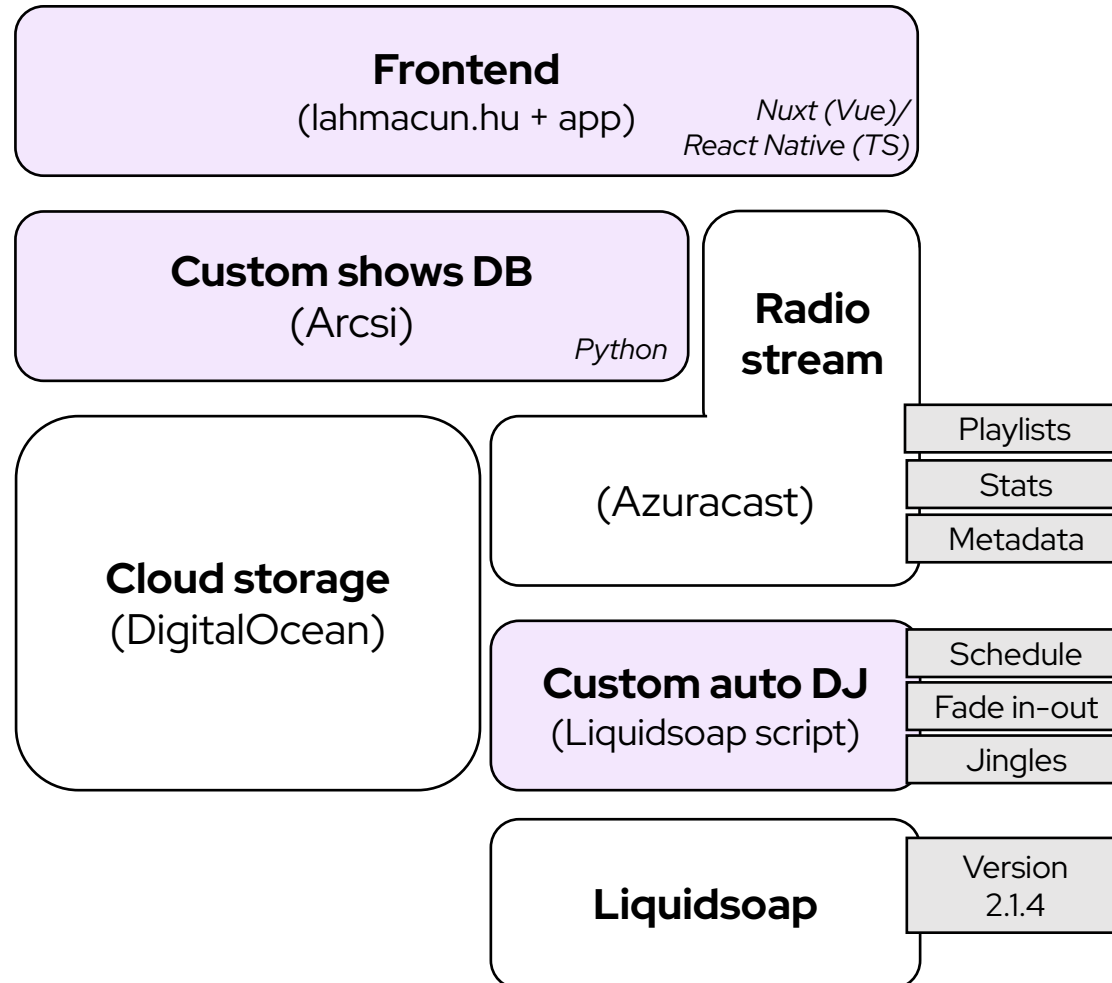 Frontend
(lahmacun.hu + app)
Nuxt (Vue)/
React Native (TS)
Custom shows DB
(Arcsi)
Python
Radio
stream
(Azuracast)
Playlists
Stats
Metadata
Cloud storage
(DigitalOcean)
Custom auto DJ
(Liquidsoap script)
Schedule
Fade in-out
Jingles
Liquidsoap
Version
2.1.4